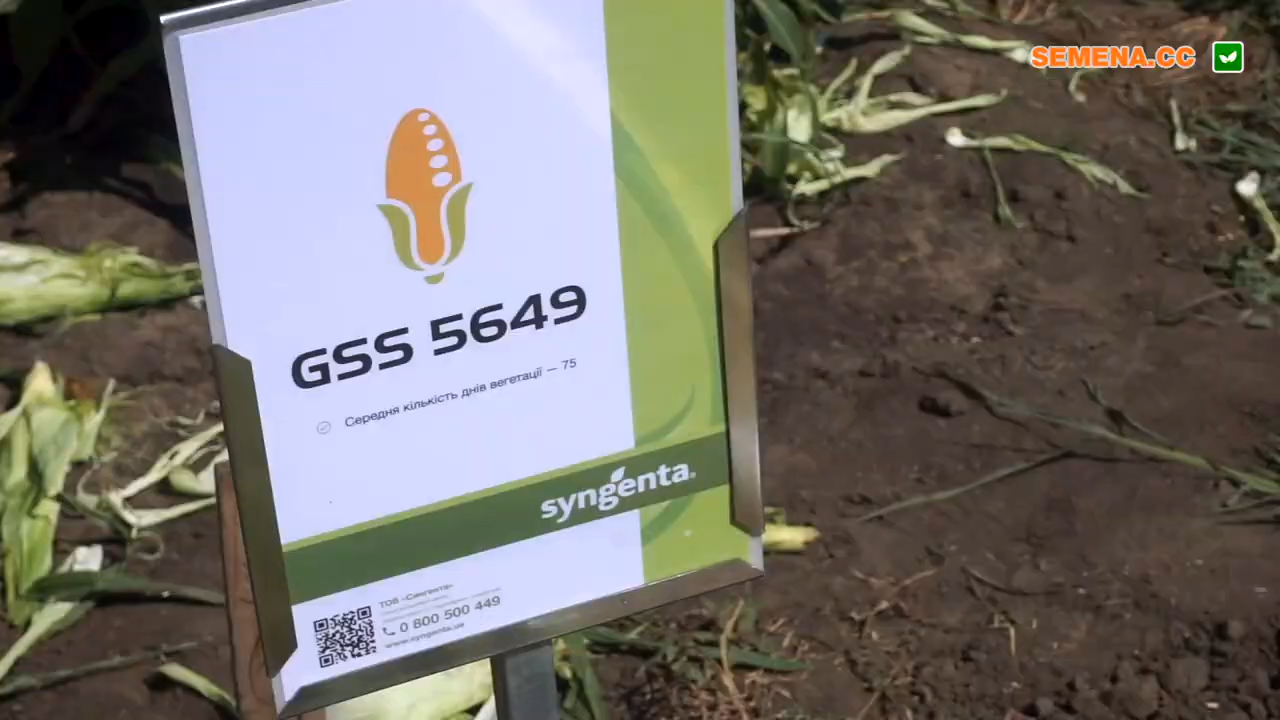 SEMENA.CC
GSS 5649
Середня кількість днів вегетації — 75
syngenta
ТОВ «Сингента»
0 800 500 449
www.syngenta.ua